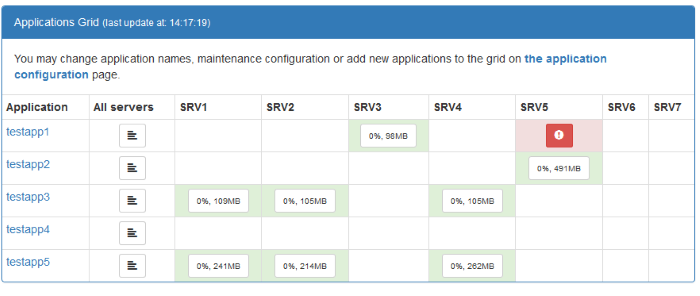 Applications Grid (last update at: 14:17:19)
You may change application names, maintenance configuration or add new applications to the grid on the application
configuration page.
Application All servers SRV1 SRV2 SRV3 SRV4 SRV5 SRV6 SRV7
testapp1 0%, 98MB
testapp2 0%, 491MB
testapp3 0%, 109MB 0%, 105MB 0%, 105MB
testapp4
testapp5 0%, 241MB 0%, 214MB 0%, 262MB